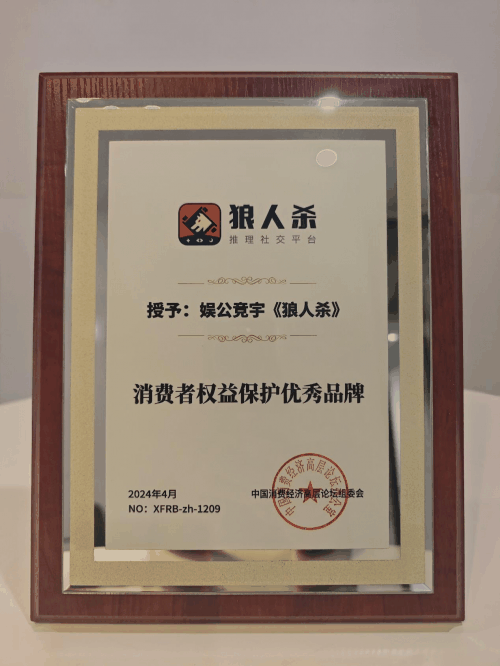 狼人杀
推理社交平台
授予：娱公竞宇《狼人杀》
消费者权益保护优秀品牌
2024年4月
中国消费经济高层论坛组委会
NO：XFRB-zh-1209